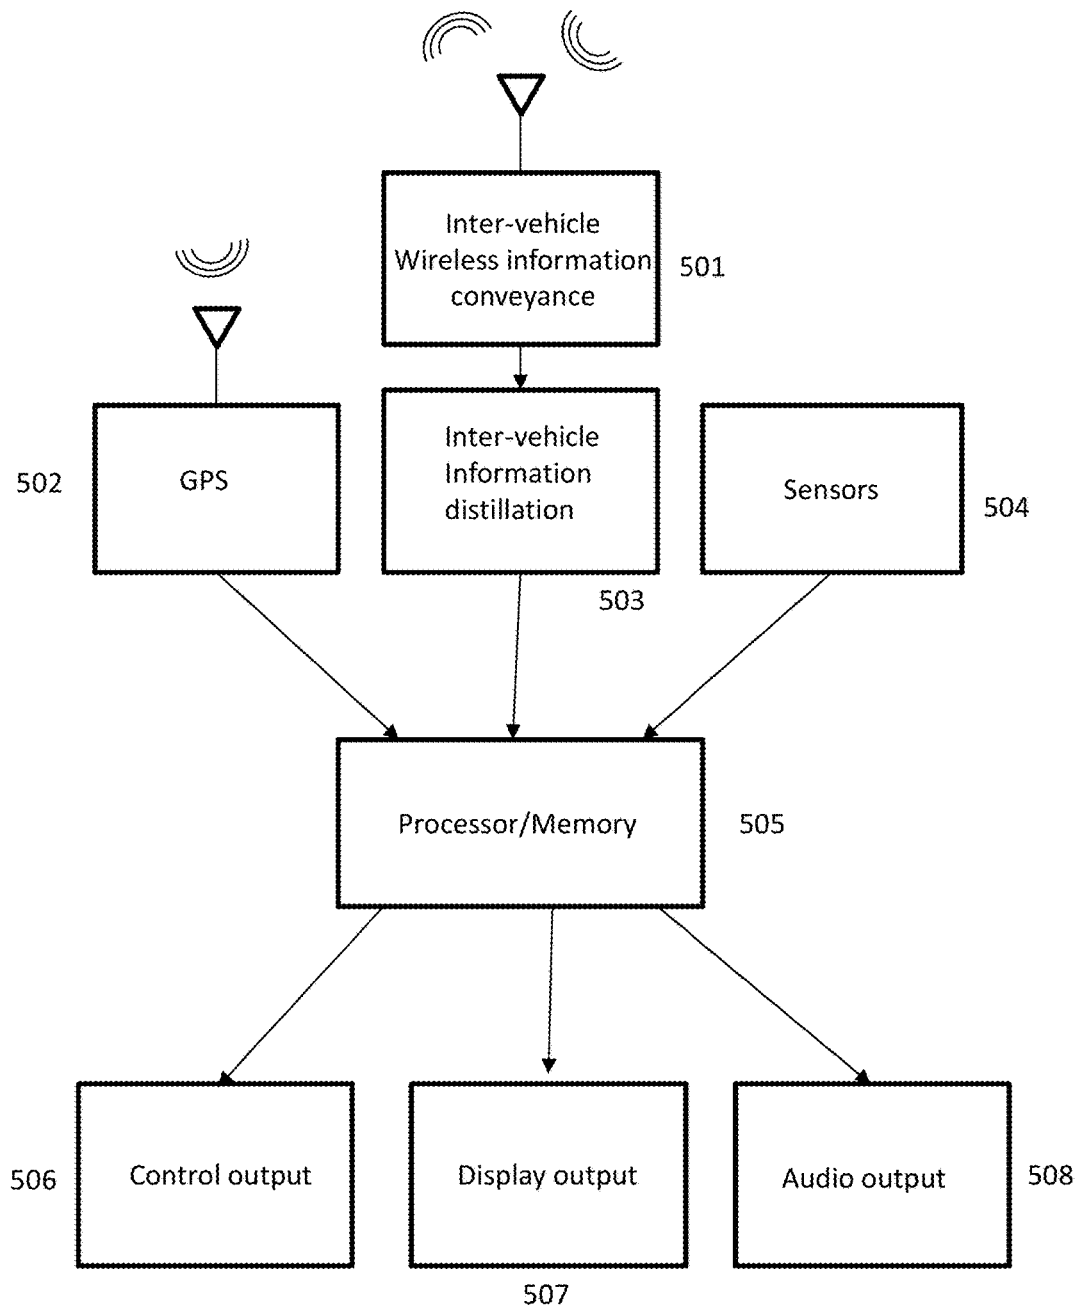 Inter-vehicle
Wireless information
conveyance
501
502
GPS
Inter-vehicle
Information
distillation
503
Sensors
504
Processor/Memory
505
506
Control output
Display output
507
Audio output
508